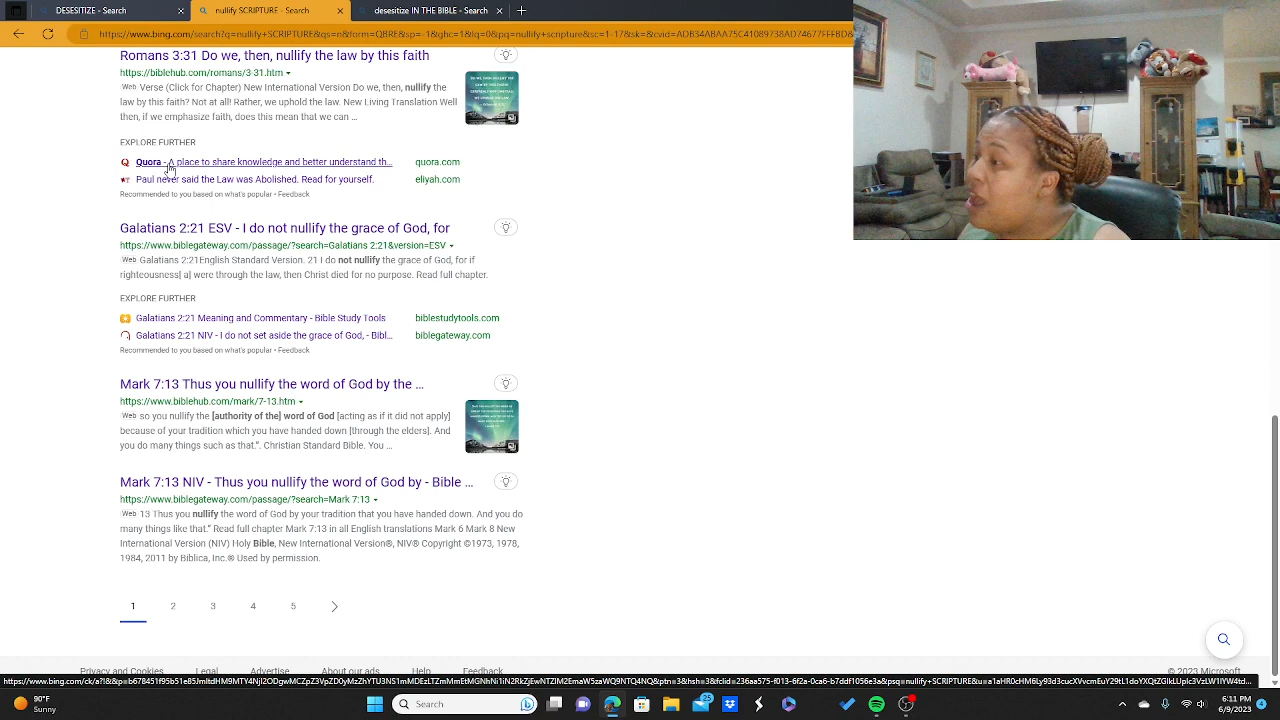 DESESITIZE - Search
nullify SCRIPTURE - Search
desesitize IN THE BIBLE - Search
Romans 3:31 Do we, then, nullify the law by this faith
https://biblehub.com/romans/3-31.htm
Web Verse (Click for Chapter) New International Version Do we, then, nullify the
law by this faith? Not at all! Rather, we uphold the law. New Living Translation Well
then, if we emphasize faith, does this mean that we can ...
EXPLORE FURTHER
Quora - A place to share knowledge and better understand th... quora.com
Paul never said the Law was Abolished. Read for yourself. eliyah.com
Recommended to you based on what's popular • Feedback
Galatians 2:21 ESV - I do not nullify the grace of God, for
https://www.biblegateway.com/passage/?search=Galatians 2:21&version=ESV
Web Galatians 2:21English Standard Version. 21 I do not nullify the grace of God, for if
righteousness[ a] were through the law, then Christ died for no purpose. Read full chapter.
EXPLORE FURTHER
Galatians 2:21 Meaning and Commentary - Bible Study Tools biblestudytools.com
Galatians 2:21 NIV - I do not set aside the grace of God, - Bibl... biblegateway.com
Recommended to you based on what's popular • Feedback
Mark 7:13 Thus you nullify the word of God by the ...
https://www.biblehub.com/mark/7-13.htm
Web so you nullify the [authority of the] word of God [acting as if it did not apply]
because of your tradition which you have handed down [through the elders]. And
you do many things such as that.”. Christian Standard Bible. You ...
Mark 7:13 NIV - Thus you nullify the word of God by - Bible ...
https://www.biblegateway.com/passage/?search=Mark 7:13
Web 13 Thus you nullify the word of God by your tradition that you have handed down. And you do
many things like that.” Read full chapter Mark 7:13 in all English translations Mark 6 Mark 8 New
International Version (NIV) Holy Bible, New International Version®, NIV® Copyright ©1973, 1978,
1984, 2011 by Biblica, Inc.® Used by permission.
1 2 3 4 5
Privacy and Cookies Legal Advertise About our ads Help Feedback © 2023 Microsoft
90°F
Sunny
Search
25
6:11 PM
6/9/2023
4